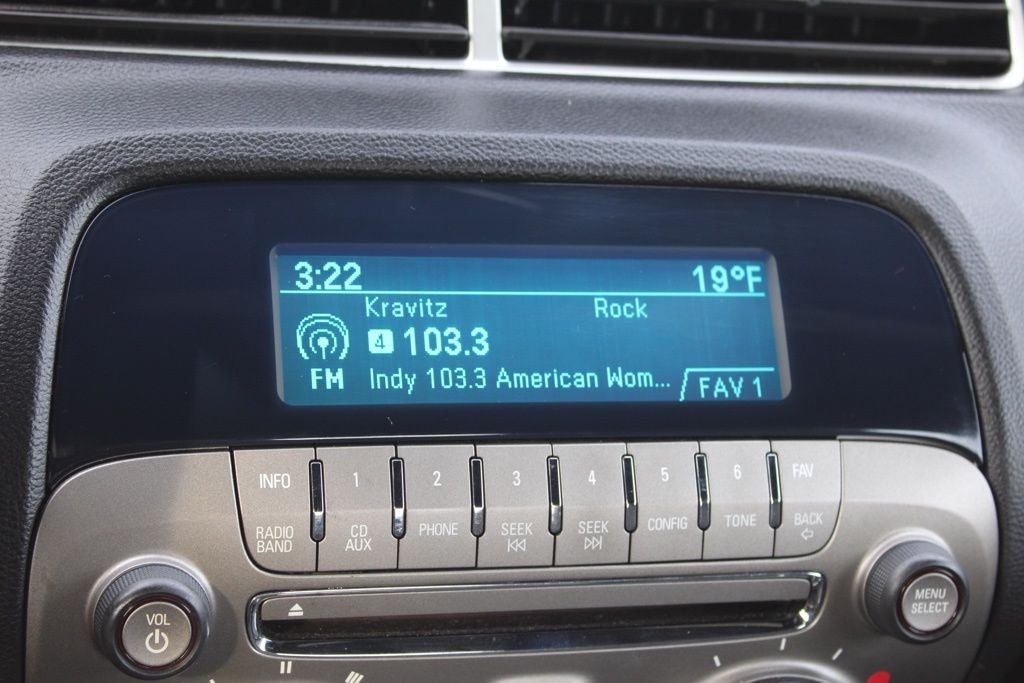 3:22 19°F
Kravitz Rock
4 103.3
FM Indy 103.3 American Wom... FAV 1
INFO 1 2 3 4 5 6 FAV
RADIO BAND CD AUX PHONE SEEK SEEK CONFIG TONE BACK
VOL
MENU
SELECT